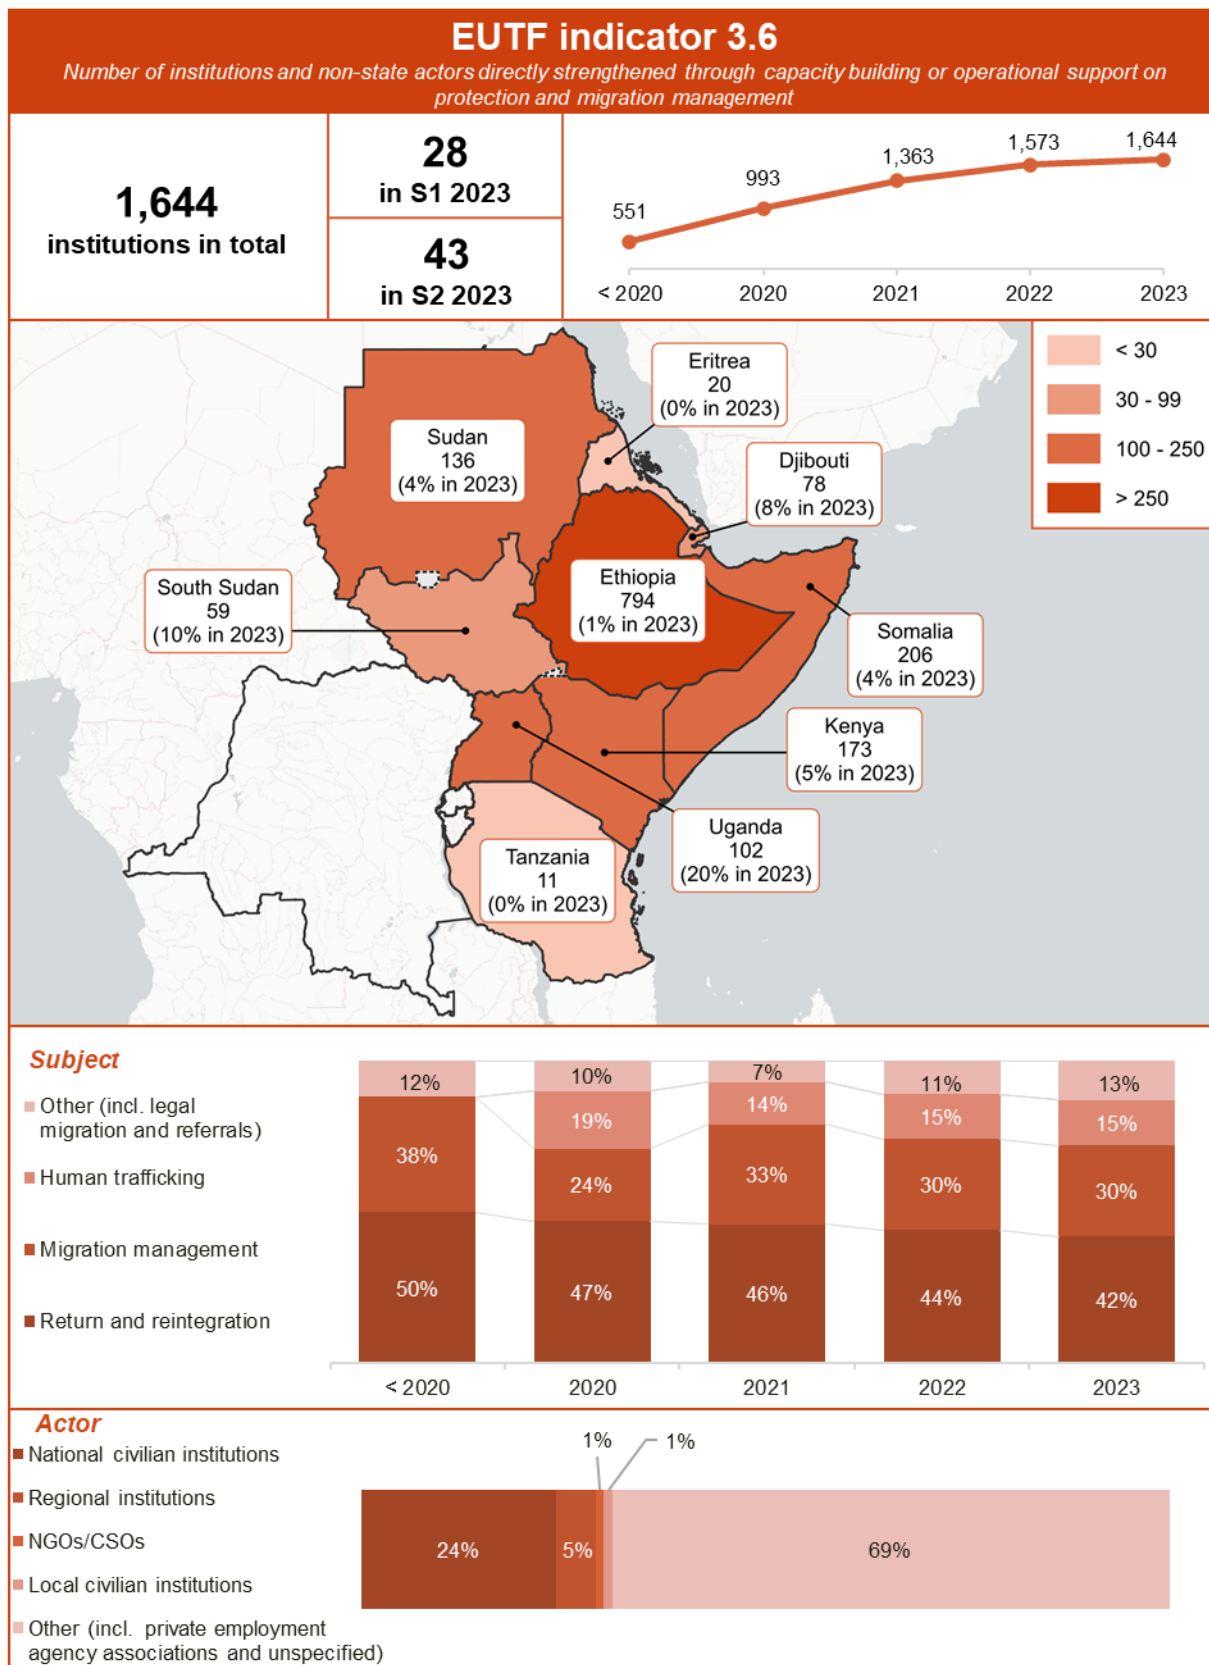 EUTF indicator 3.6
Number of institutions and non-state actors directly strengthened through capacity building or operational support on
protection and migration management
1,644
institutions in total
28
in S1 2023
43
in S2 2023
551
993
1,363
1,573
1,644
< 2020
2020
2021
2022
2023
< 30
30 - 99
100 - 250
> 250
Eritrea
20
(0% in 2023)
Sudan
136
(4% in 2023)
Djibouti
78
(8% in 2023)
Ethiopia
794
(1% in 2023)
South Sudan
59
(10% in 2023)
Somalia
206
(4% in 2023)
Kenya
173
(5% in 2023)
Uganda
102
(20% in 2023)
Tanzania
11
(0% in 2023)
Subject
Other (incl. legal
migration and referrals)
Human trafficking
Migration management
Return and reintegration
12%
10%
7%
11%
13%
19%
14%
15%
15%
38%
24%
33%
30%
30%
50%
47%
46%
44%
42%
< 2020
2020
2021
2022
2023
Actor
National civilian institutions
Regional institutions
NGOs/CSOs
Local civilian institutions
Other (incl. private employment
agency associations and unspecified)
1%
1%
24%
5%
69%